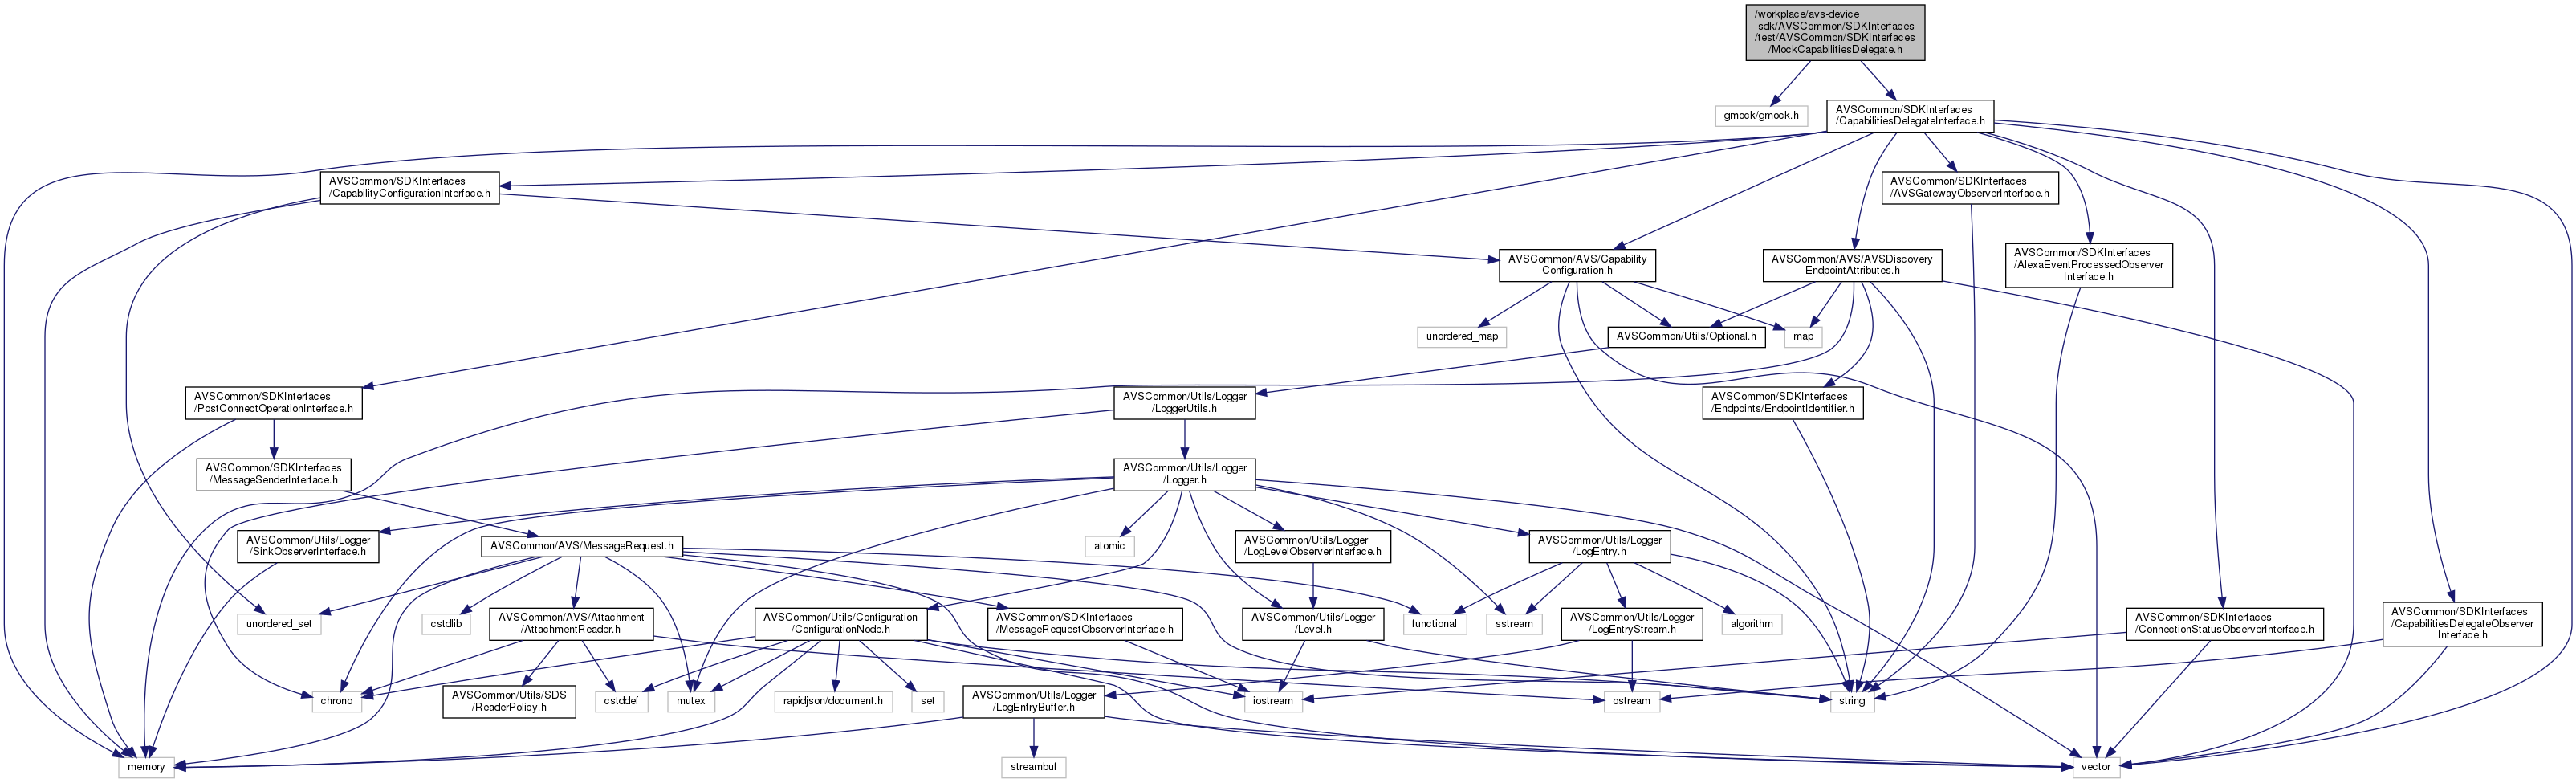 /workplace/avs-device
-sdk/AVSCommon/SDKInterfaces
/test/AVSCommon/SDKInterfaces
/MockCapabilitiesDelegate.h
gmock/gmock.h
AVSCommon/SDKInterfaces
/CapabilitiesDelegateInterface.h
AVSCommon/SDKInterfaces
/CapabilityConfigurationInterface.h
AVSCommon/SDKInterfaces
/AVSGatewayObserverInterface.h
AVSCommon/AVS/Capability
Configuration.h
AVSCommon/AVS/AVSDiscovery
EndpointAttributes.h
AVSCommon/SDKInterfaces
/AlexaEventProcessedObserver
Interface.h
unordered_map
AVSCommon/Utils/Optional.h
map
AVSCommon/SDKInterfaces
/PostConnectOperationInterface.h
AVSCommon/Utils/Logger
/LoggerUtils.h
AVSCommon/SDKInterfaces
/Endpoints/EndpointIdentifier.h
AVSCommon/SDKInterfaces
/MessageSenderInterface.h
AVSCommon/Utils/Logger
/Logger.h
AVSCommon/Utils/Logger
/SinkObserverInterface.h
AVSCommon/AVS/MessageRequest.h
atomic
AVSCommon/Utils/Logger
/LogLevelObserverInterface.h
AVSCommon/Utils/Logger
/LogEntry.h
unordered_set
cstdlib
AVSCommon/AVS/Attachment
/AttachmentReader.h
AVSCommon/Utils/Configuration
/ConfigurationNode.h
AVSCommon/SDKInterfaces
/MessageRequestObserverInterface.h
AVSCommon/Utils/Logger
/Level.h
functional
sstream
AVSCommon/Utils/Logger
/LogEntryStream.h
algorithm
AVSCommon/SDKInterfaces
/ConnectionStatusObserverInterface.h
AVSCommon/SDKInterfaces
/CapabilitiesDelegateObserver
Interface.h
chrono
AVSCommon/Utils/SDS
/ReaderPolicy.h
cstddef
mutex
rapidjson/document.h
set
AVSCommon/Utils/Logger
/LogEntryBuffer.h
iostream
ostream
string
memory
streambuf
vector